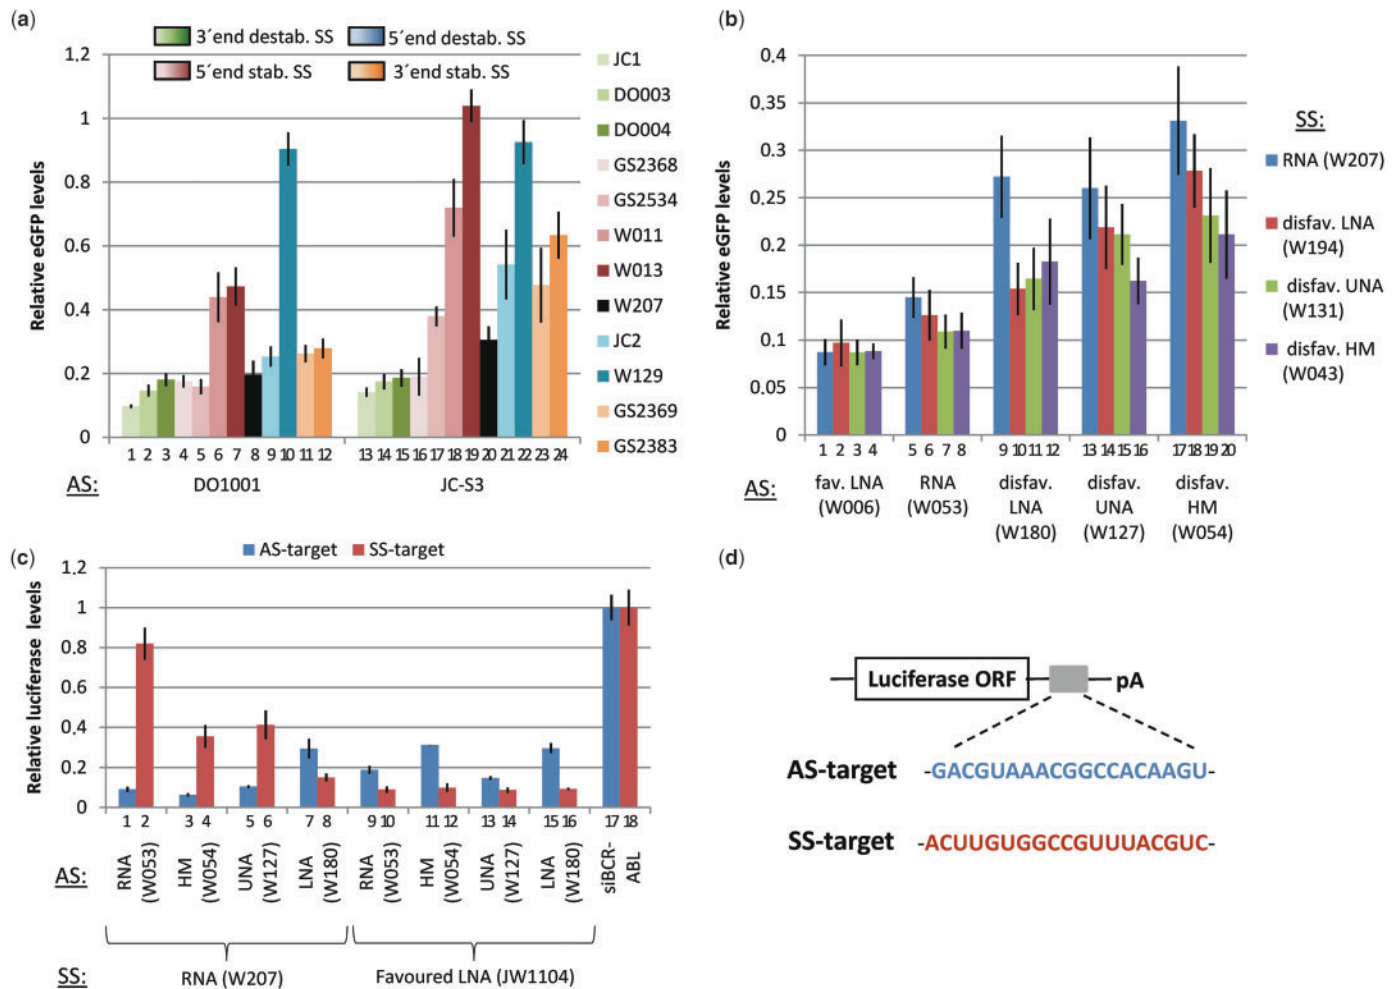 (a)
3´end destab. SS
5´end destab. SS
5´end stab. SS
3´end stab. SS
Relative eGFP levels
1.2
1
0.8
0.6
0.4
0.2
0
1 2 3 4 5 6 7 8 9 10 11 12 13 14 15 16 17 18 19 20 21 22 23 24
AS: DO1001 JC-S3
JC1
DO003
DO004
GS2368
GS2534
W011
W013
W207
JC2
W129
GS2369
GS2383
(b)
Relative eGFP levels
0.4
0.35
0.3
0.25
0.2
0.15
0.1
0.05
0
1 2 3 4 5 6 7 8 9 10 11 12 13 14 15 16 17 18 19 20
AS: fav. LNA RNA disfav. disfav. disfav.
(W006) (W053) LNA UNA HM
(W180) (W127) (W054)
SS:
RNA (W207)
disfav. LNA
(W194)
disfav. UNA
(W131)
disfav. HM
(W043)
(c)
AS-target SS-target
Relative luciferase levels
1.2
1
0.8
0.6
0.4
0.2
0
1 2 3 4 5 6 7 8 9 10 11 12 13 14 15 16 17 18
AS:
RNA
(W053)
HM
(W054)
UNA
(W127)
LNA
(W180)
RNA
(W053)
HM
(W054)
UNA
(W127)
LNA
(W180)
siBCR-
ABL
SS: RNA (W207) Favoured LNA (JW1104)
(d)
Luciferase ORF pA
AS-target -GACGUAAACGGCCACAAGU-
SS-target -ACUUGUGGCCGUUUACGUC-